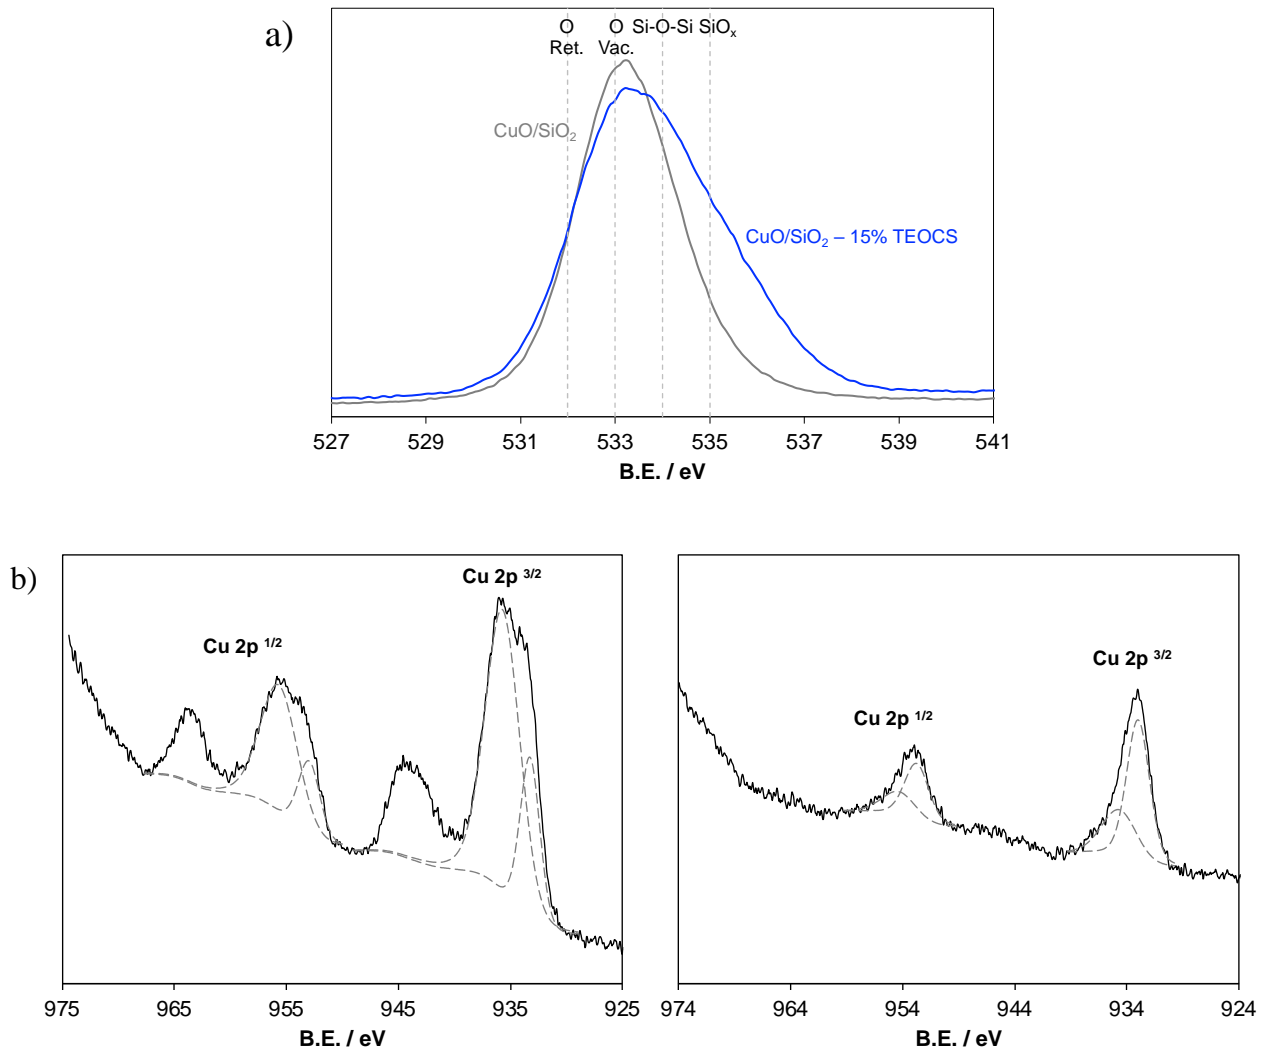 a)
O O Si-O-Si SiOₓ
Ret. Vac.
CuO/SiO₂
CuO/SiO₂ – 15% TEOCS
527 529 531 533 535 537 539 541
B.E. / eV
b)
Cu 2p ³/²
Cu 2p ¹/²
975 965 955 945 935 925
B.E. / eV
Cu 2p ³/²
Cu 2p ¹/²
974 964 954 944 934 924
B.E. / eV